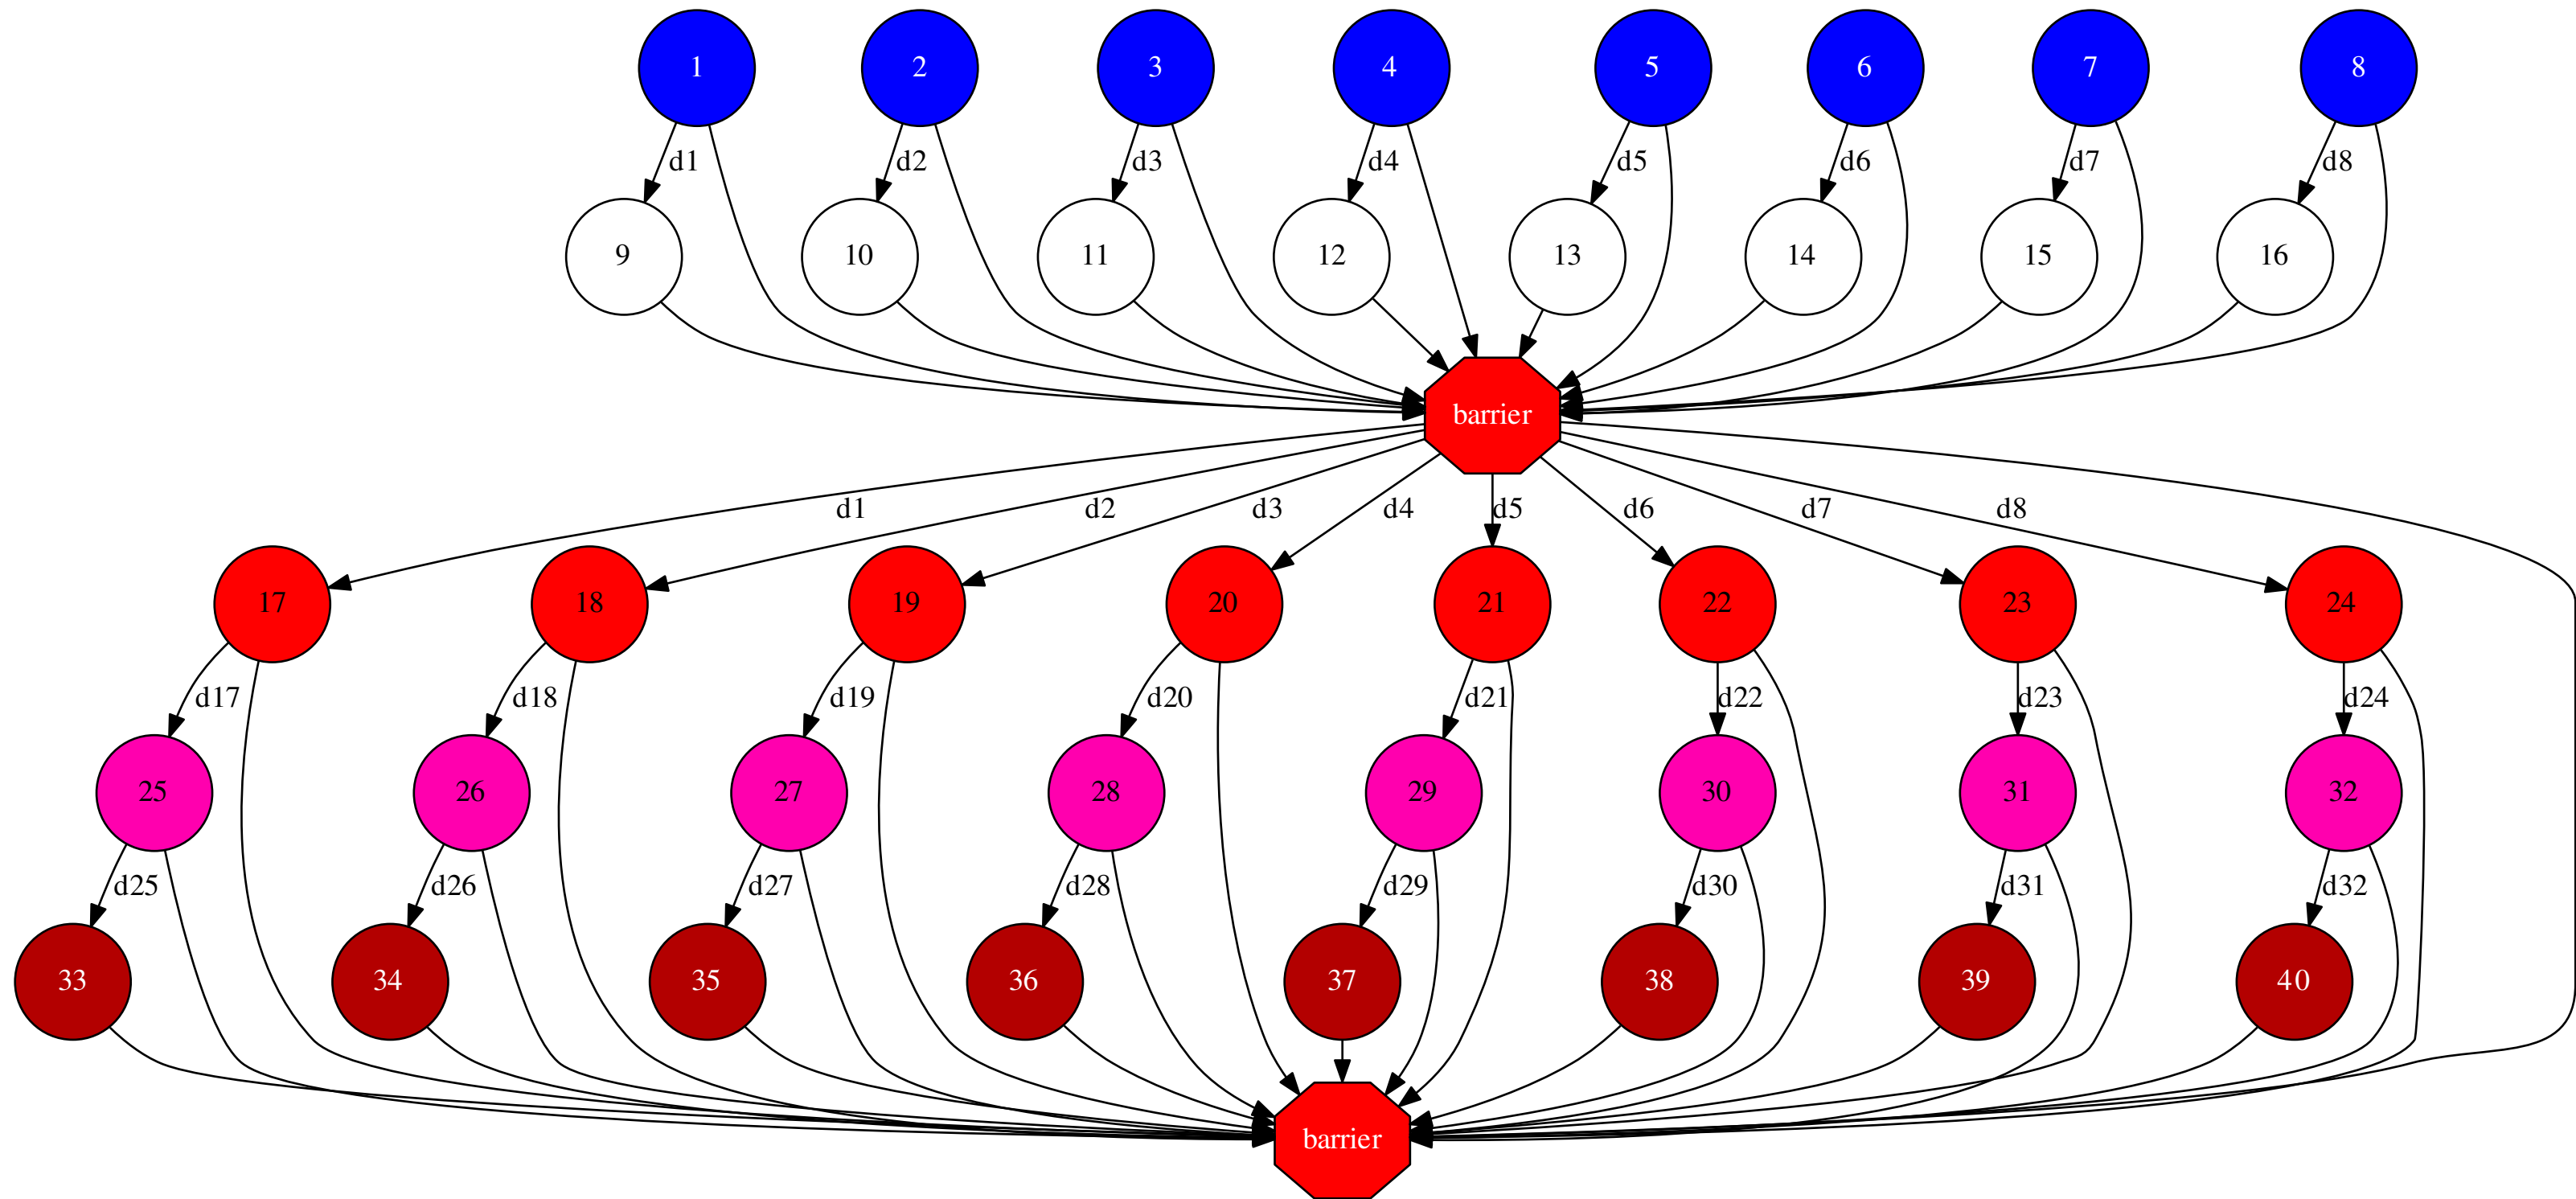 1 2 3 4 5 6 7 8
d1 d2 d3 d4 d5 d6 d7 d8
9 10 11 12 13 14 15 16
barrier
d1 d2 d3 d4 d5 d6 d7 d8
17 18 19 20 21 22 23 24
d17 d18 d19 d20 d21 d22 d23 d24
25 26 27 28 29 30 31 32
d25 d26 d27 d28 d29 d30 d31 d32
33 34 35 36 37 38 39 40
barrier